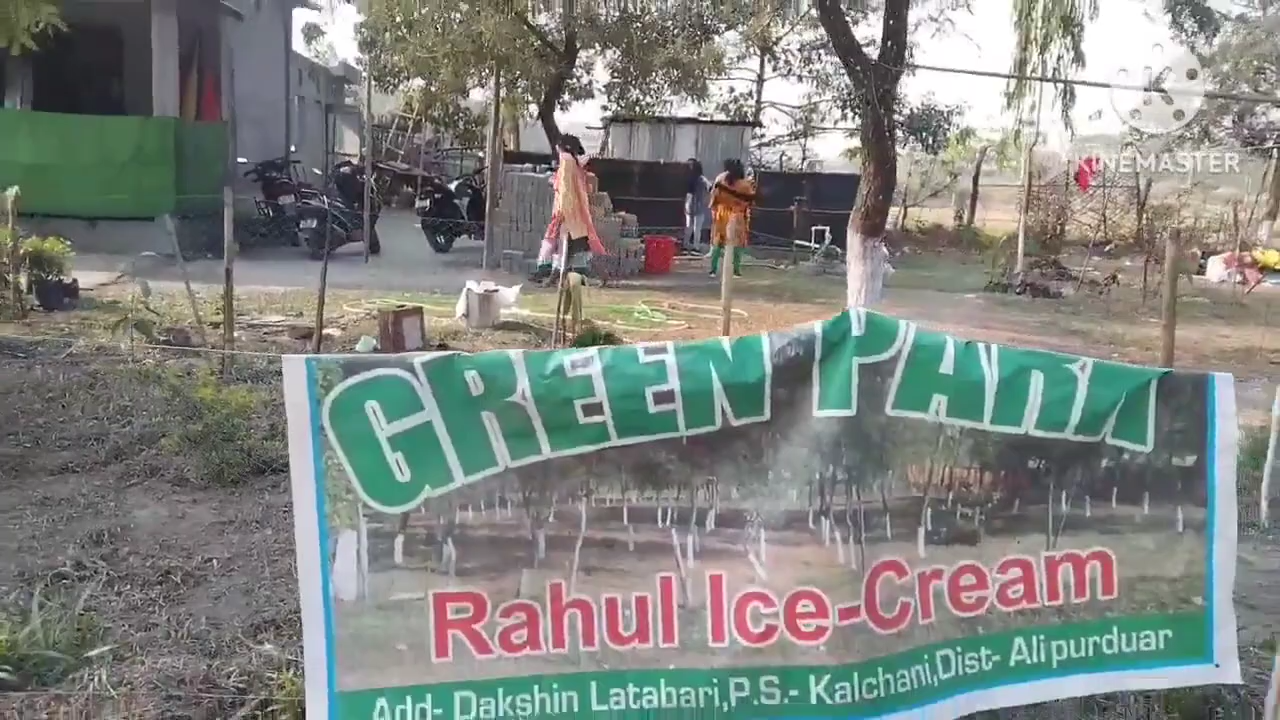 K
KINEMASTER
GREEN PARK
Rahul Ice-Cream
Add- Dakshin Latabari,P.S.- Kalchani,Dist- Alipurduar